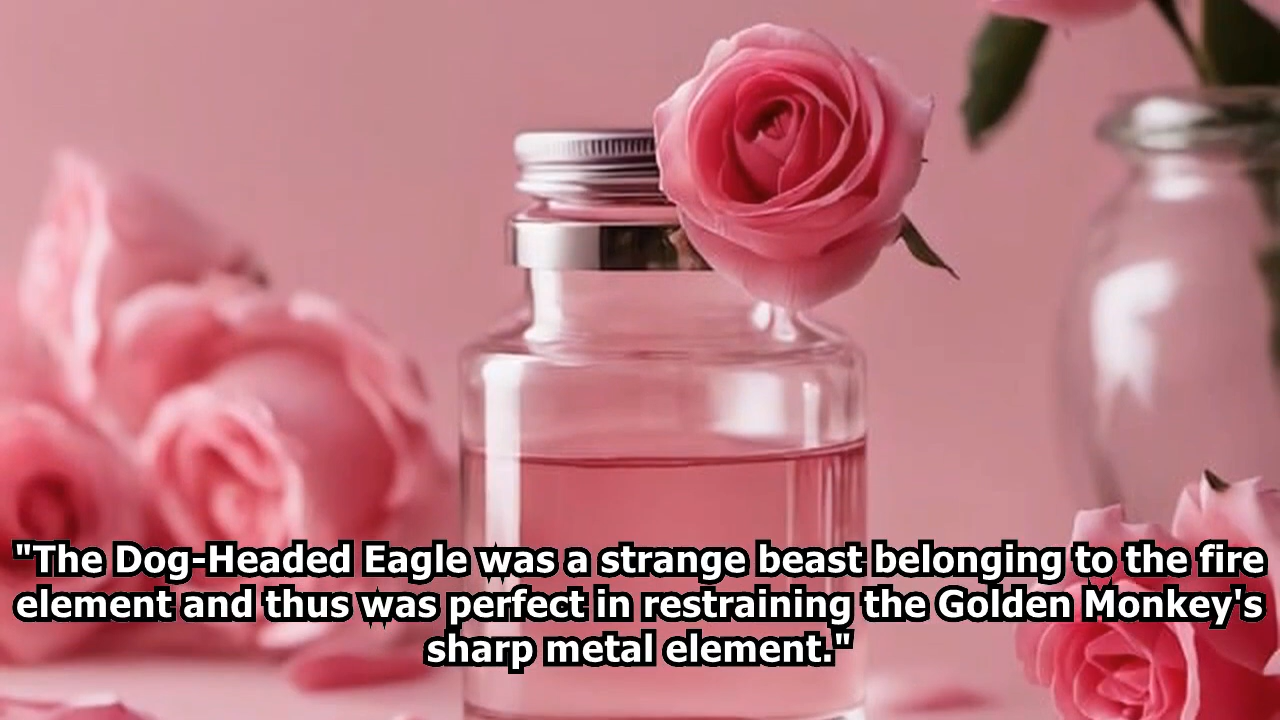 "The Dog-Headed Eagle was a strange beast belonging to the fire
element and thus was perfect in restraining the Golden Monkey's
sharp metal element."